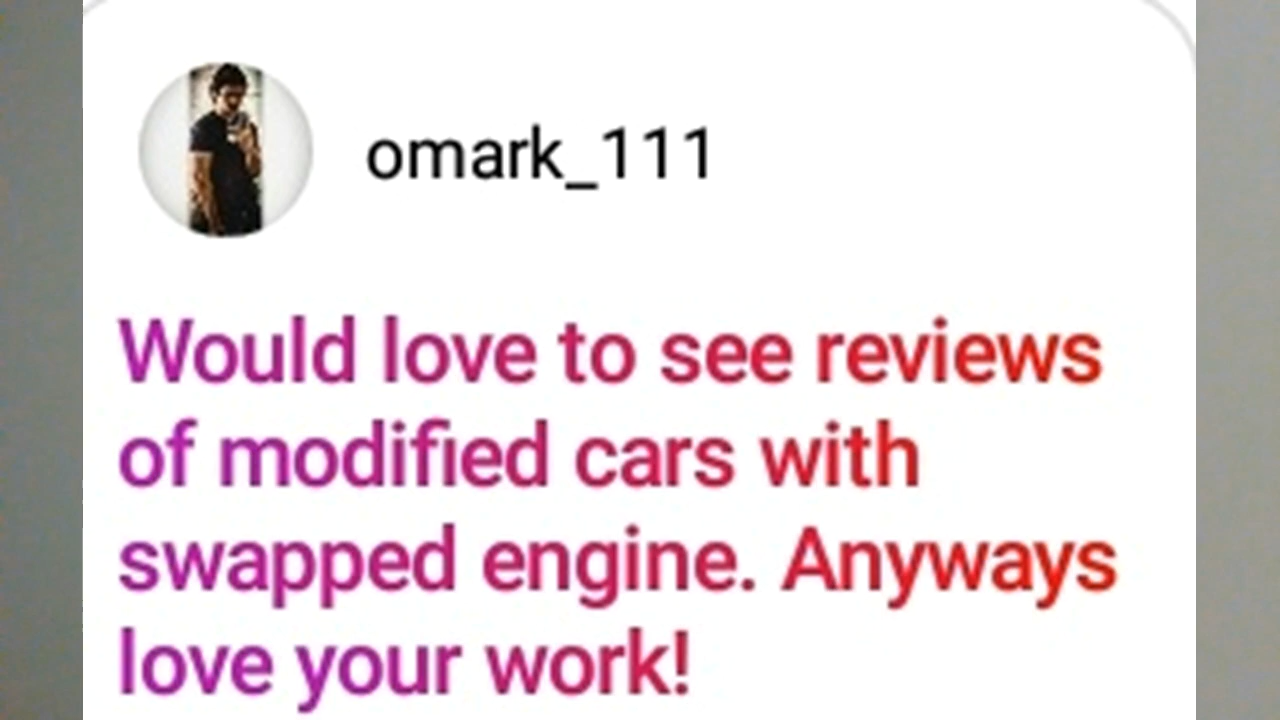 omark_111
Would love to see reviews
of modified cars with
swapped engine. Anyways
love your work!